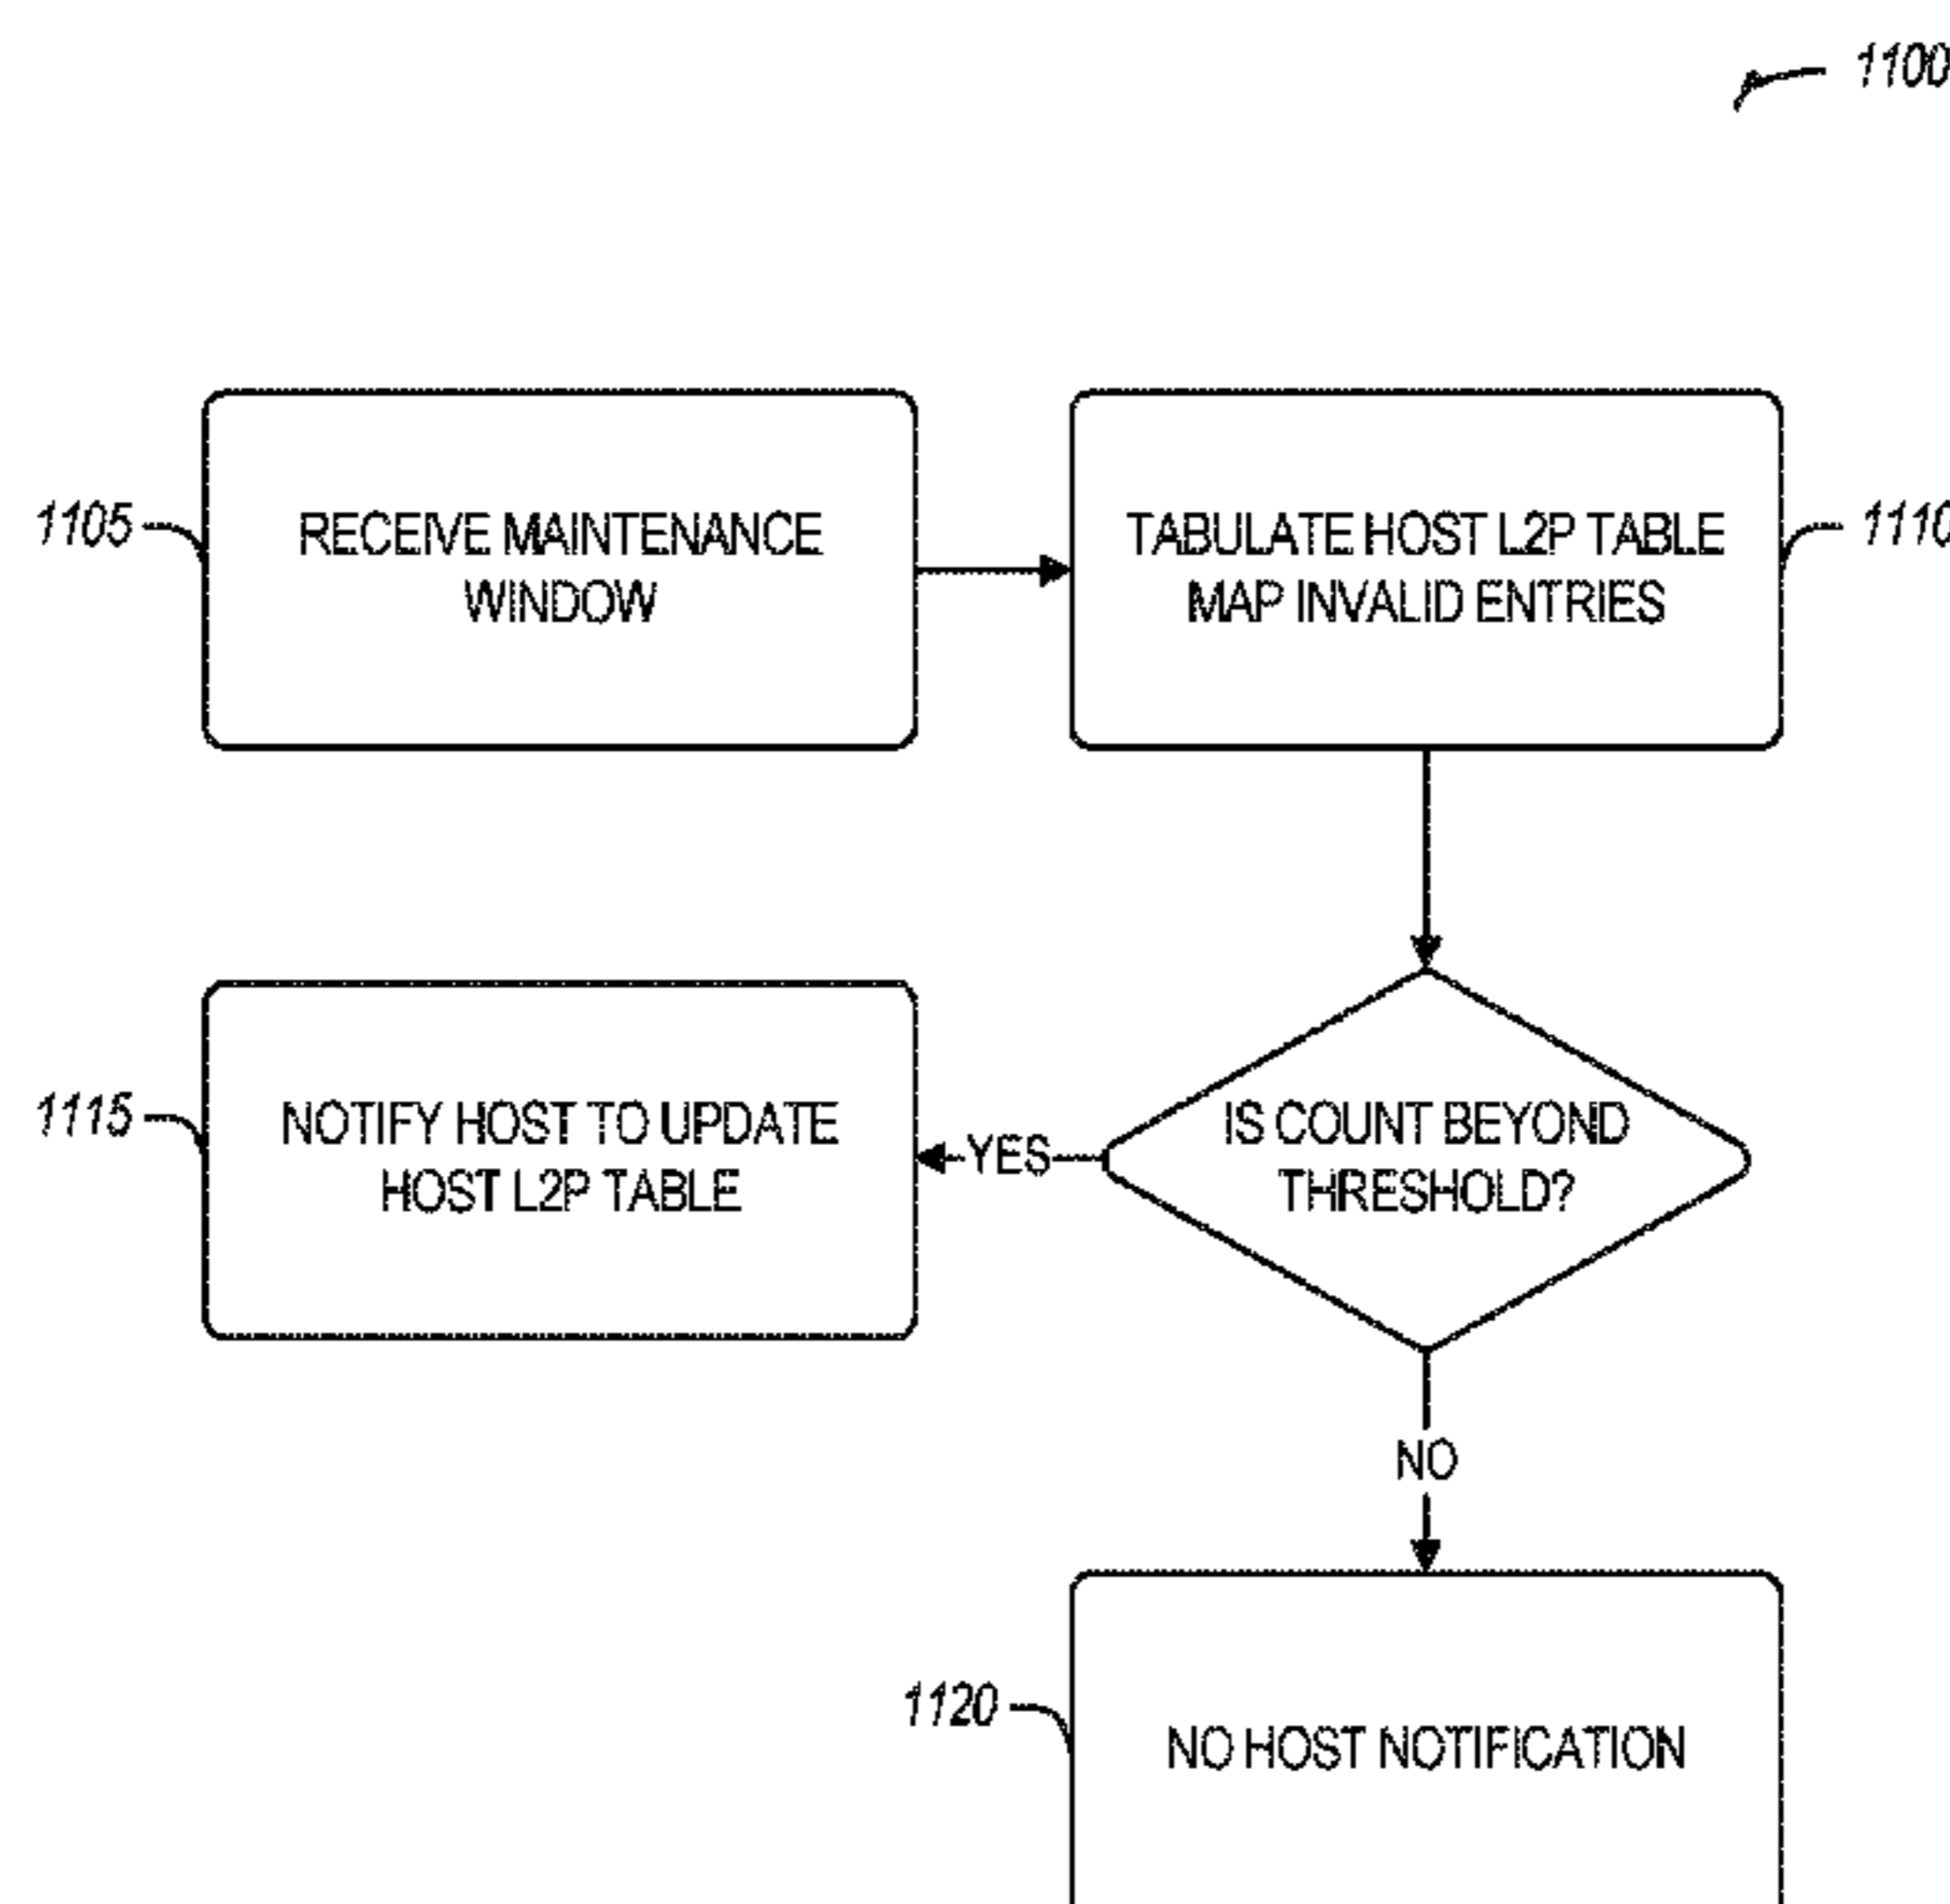 1100
1105
RECEIVE MAINTENANCE
WINDOW
TABULATE HOST L2P TABLE
MAP INVALID ENTRIES
1110
1115
NOTIFY HOST TO UPDATE
HOST L2P TABLE
YES
IS COUNT BEYOND
THRESHOLD?
NO
1120
NO HOST NOTIFICATION